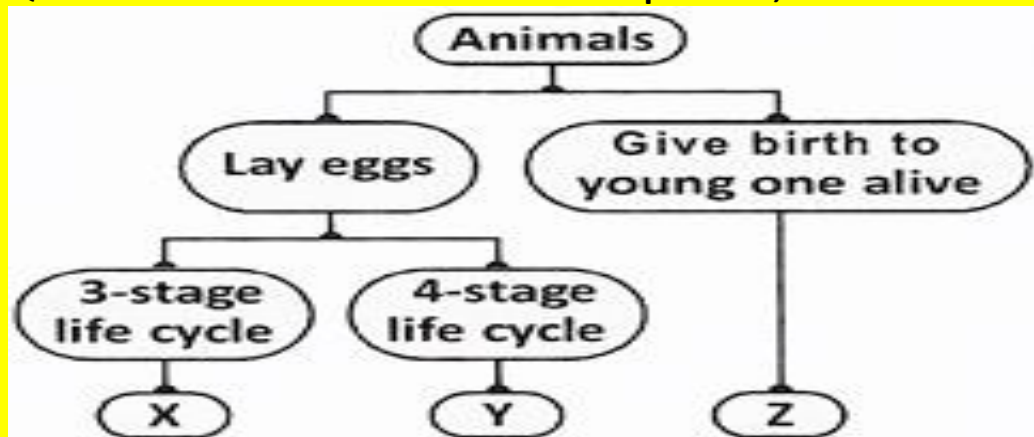 Animals
Lay eggs
Give birth to
young one alive
3-stage
life cycle
4-stage
life cycle
X
Y
Z